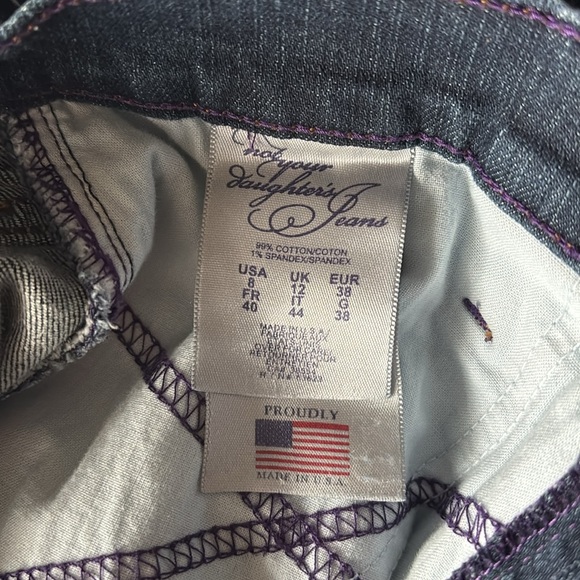 not your
daughter's
Jeans
99% COTTON/COTON
1% SPANDEX/SPANDEX
USA UK EUR
8 12 38
FR IT G
40 44 38
MADE IN U.S.A/
PROUDLY
MADE IN U.S.A.